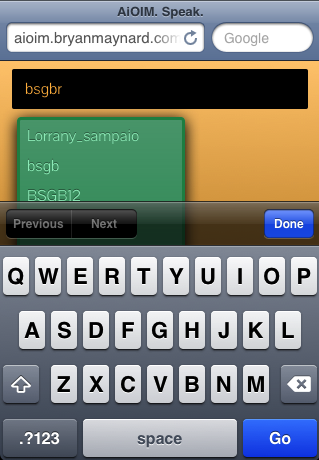 AiOIM. Speak.
aioim.bryanmaynard.com
Google
bsgbr
Lorrany_sampaio
bsgb
BSGB12
Previous Next Done
Q W E R T Y U I O P
A S D F G H J K L
Z X C V B N M
.?123 space Go